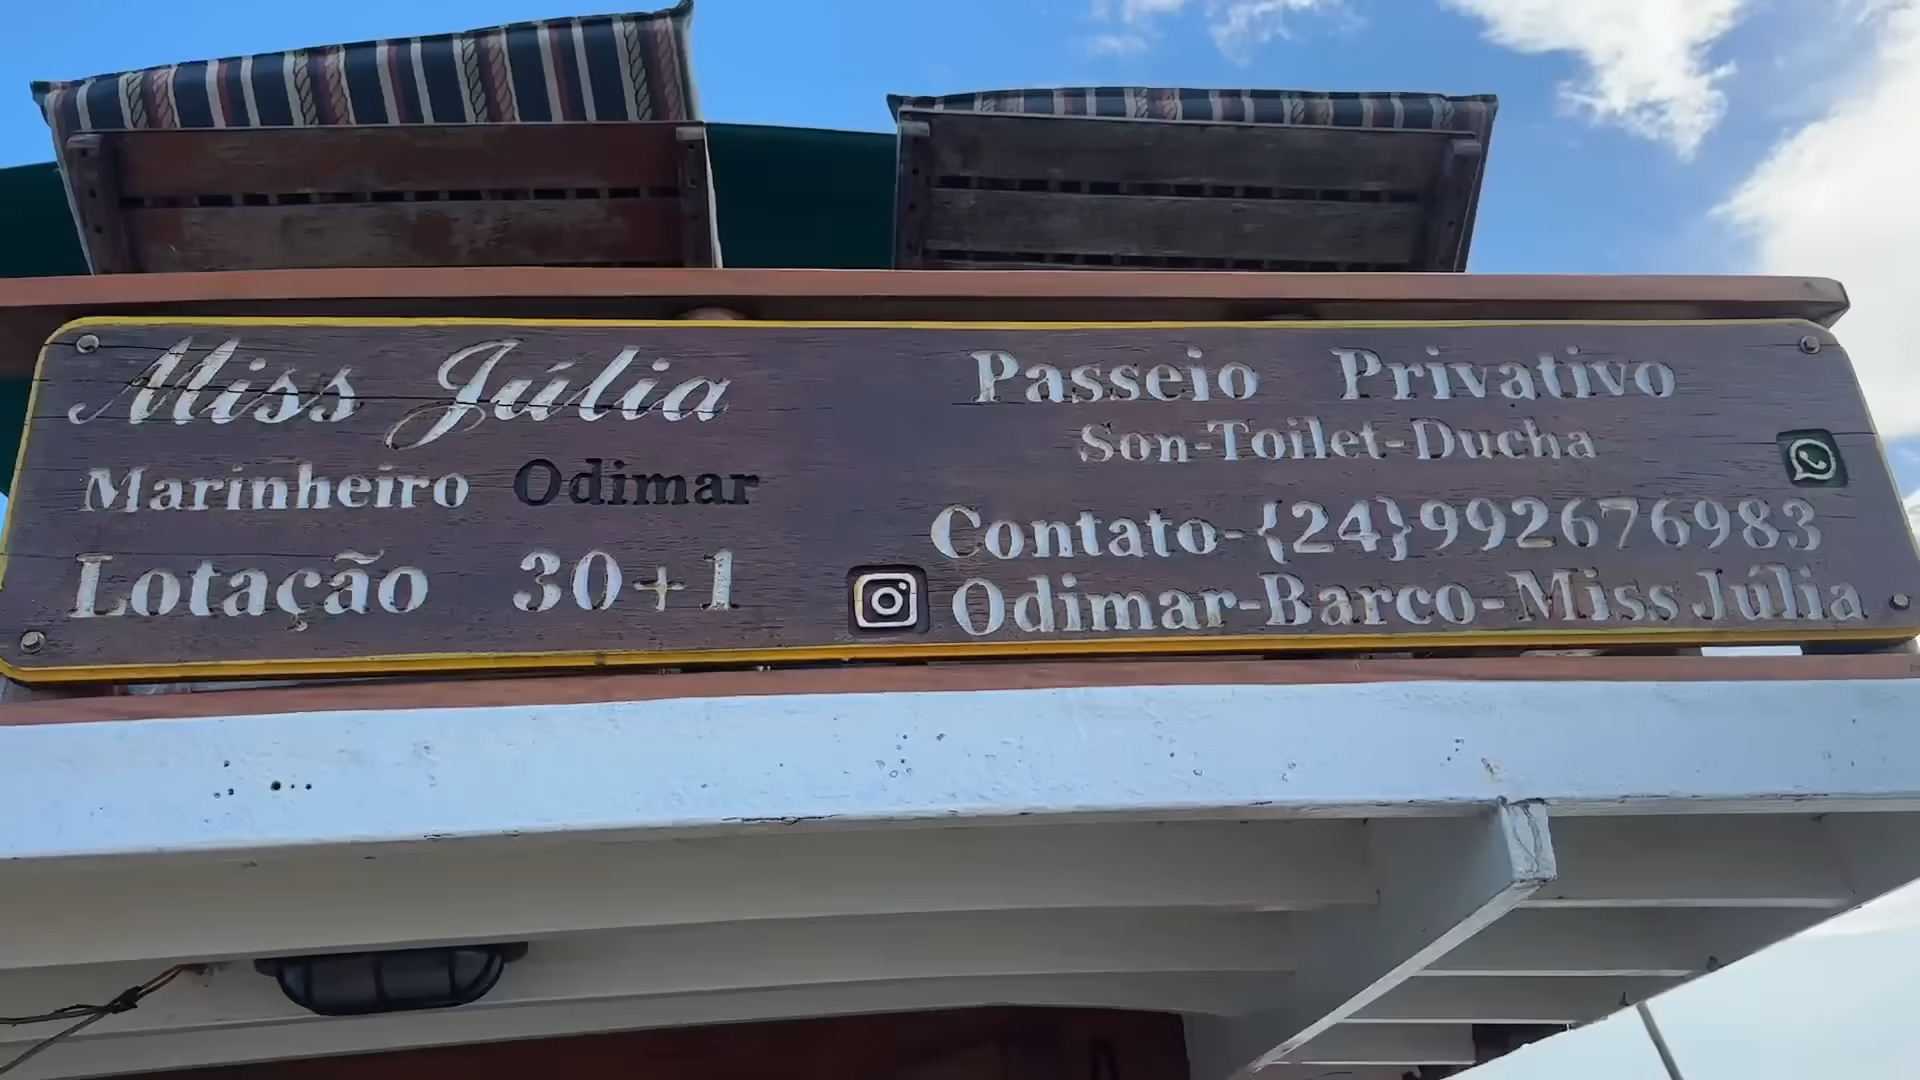 Miss Júlia
Marinheiro Odimar
Lotação 30+1
Passeio Privativo
Son-Toilet-Ducha
Contato-{24}992676983
Odimar-Barco-Miss Júlia